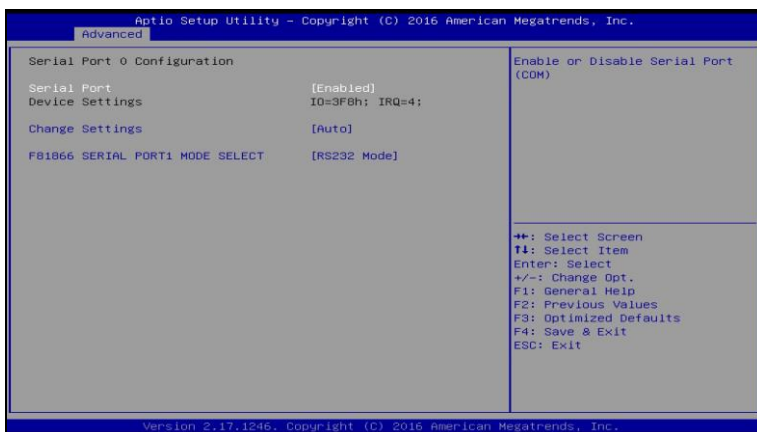 Aptio Setup Utility – Copyright (C) 2016 American Megatrends, Inc.
Advanced
Serial Port 0 Configuration
Serial Port [Enabled]
Device Settings IO=3F8h; IRQ=4;
Change Settings [Auto]
F81866 SERIAL PORT1 MODE SELECT [RS232 Mode]
Enable or Disable Serial Port
(COM)
→←: Select Screen
↑↓: Select Item
Enter: Select
+/-: Change Opt.
F1: General Help
F2: Previous Values
F3: Optimized Defaults
F4: Save & Exit
ESC: Exit
Version 2.17.1246. Copyright (C) 2016 American Megatrends, Inc.